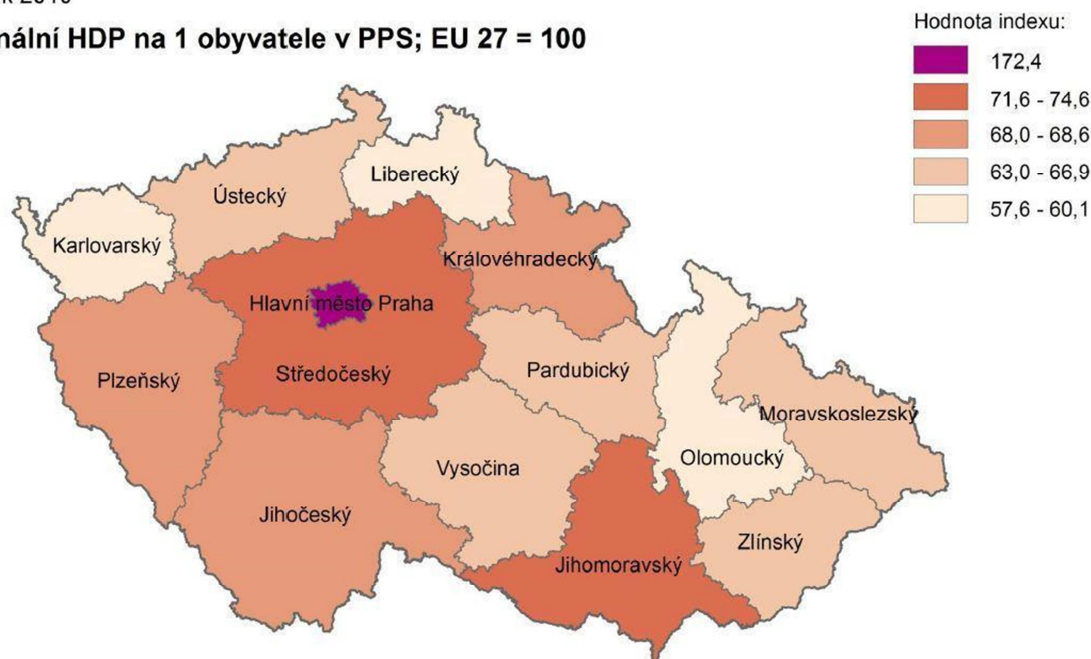 nální HDP na 1 obyvatele v PPS; EU 27 = 100
Hodnota indexu:
172,4
71,6 - 74,6
68,0 - 68,6
63,0 - 66,9
57,6 - 60,1
Liberecký
Ústecký
Karlovarský
Královéhradecký
Hlavní město Praha
Středočeský
Plzeňský
Pardubický
Moravskoslezský
Olomoucký
Vysočina
Jihočeský
Zlínský
Jihomoravský